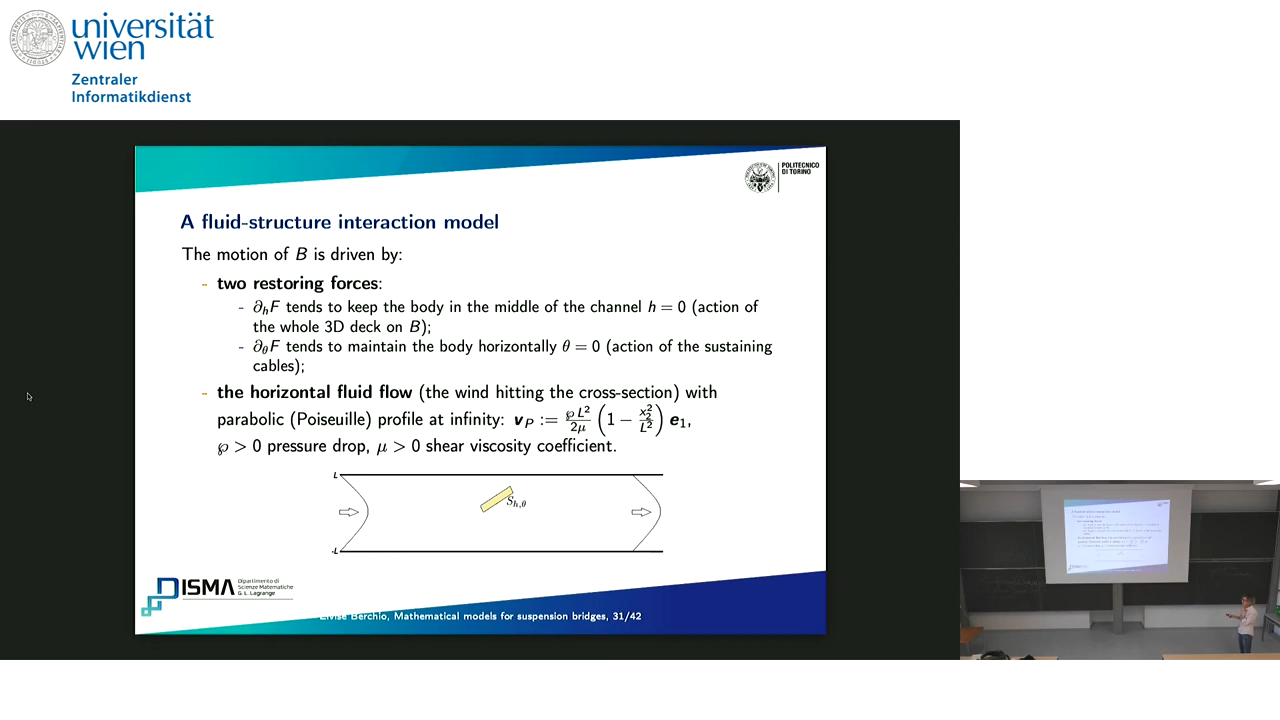 universität
wien
Zentraler
Informatikdienst
POLITECNICO
DI TORINO
A fluid-structure interaction model
The motion of B is driven by:
- two restoring forces:
- ∂hF tends to keep the body in the middle of the channel h = 0 (action of
the whole 3D deck on B);
- ∂θF tends to maintain the body horizontally θ = 0 (action of the sustaining
cables);
- the horizontal fluid flow (the wind hitting the cross-section) with
parabolic (Poiseuille) profile at infinity: vP := ℘L²/2μ (1 − x₂²/L²) e₁,
℘ > 0 pressure drop, μ > 0 shear viscosity coefficient.
L
Sh,θ
-L
DISMA
Dipartimento di
Scienze Matematiche
G. L. Lagrange
Berchio, Mathematical models for suspension bridges, 31/42